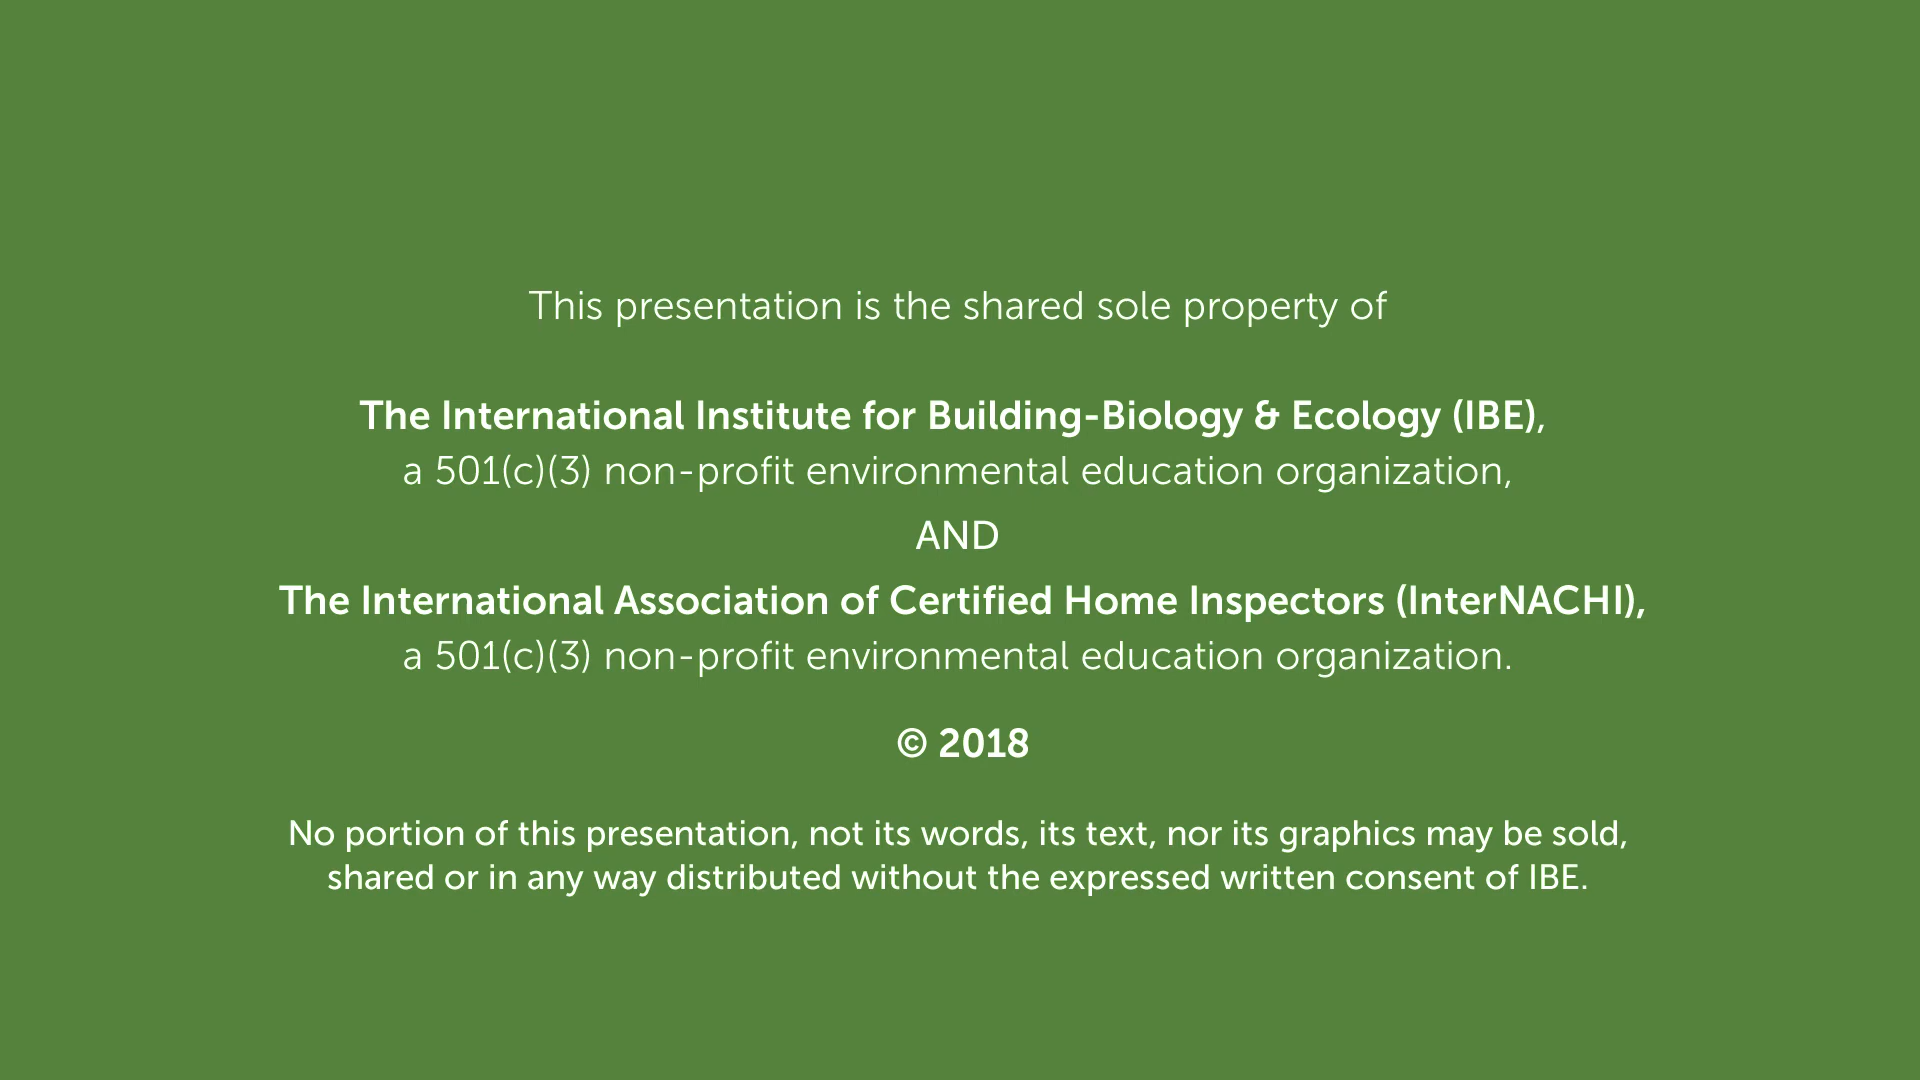 This presentation is the shared sole property of
The International Institute for Building-Biology & Ecology (IBE),
a 501(c)(3) non-profit environmental education organization,
AND
The International Association of Certified Home Inspectors (InterNACHI),
a 501(c)(3) non-profit environmental education organization.
© 2018
No portion of this presentation, not its words, its text, nor its graphics may be sold,
shared or in any way distributed without the expressed written consent of IBE.